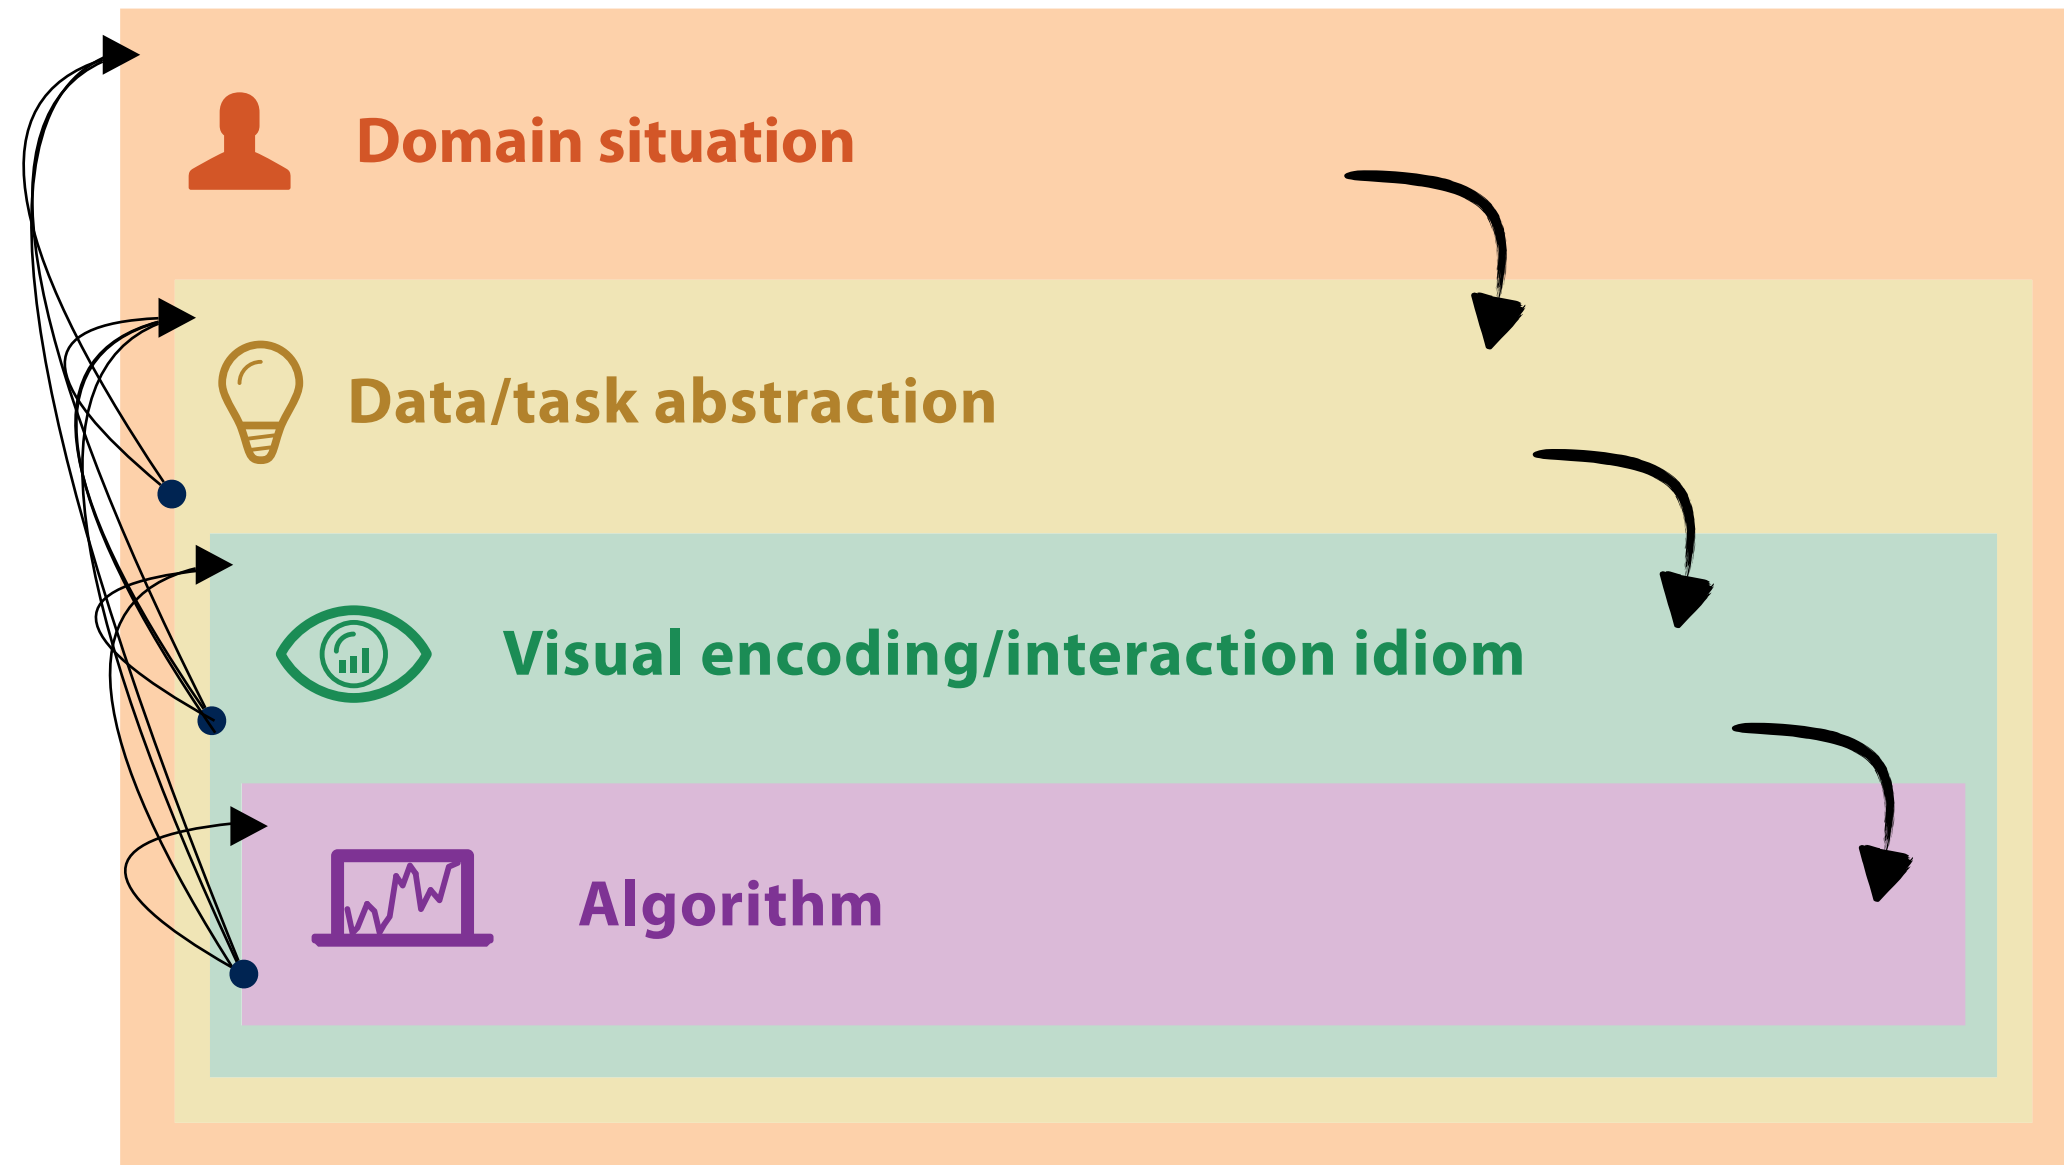 Domain situation
Data/task abstraction
Visual encoding/interaction idiom
Algorithm